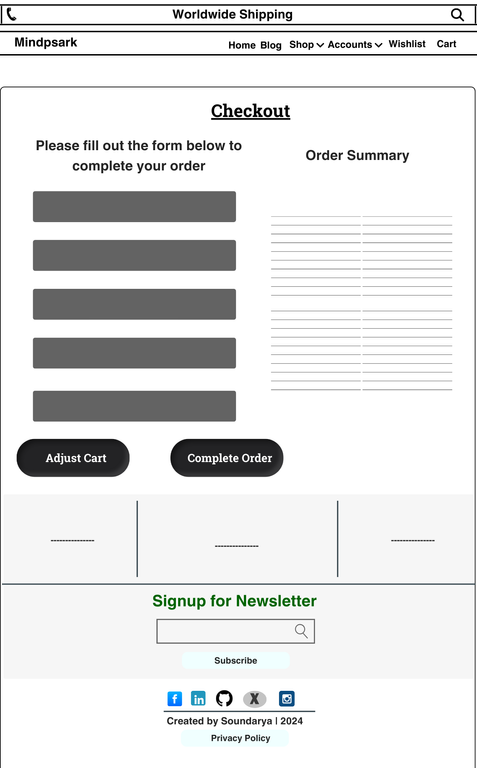 Worldwide Shipping
Mindpsark
Home Blog Shop Accounts Wishlist Cart
Checkout
Please fill out the form below to
complete your order
Order Summary
Adjust Cart
Complete Order
Signup for Newsletter
Subscribe
Created by Soundarya | 2024
Privacy Policy